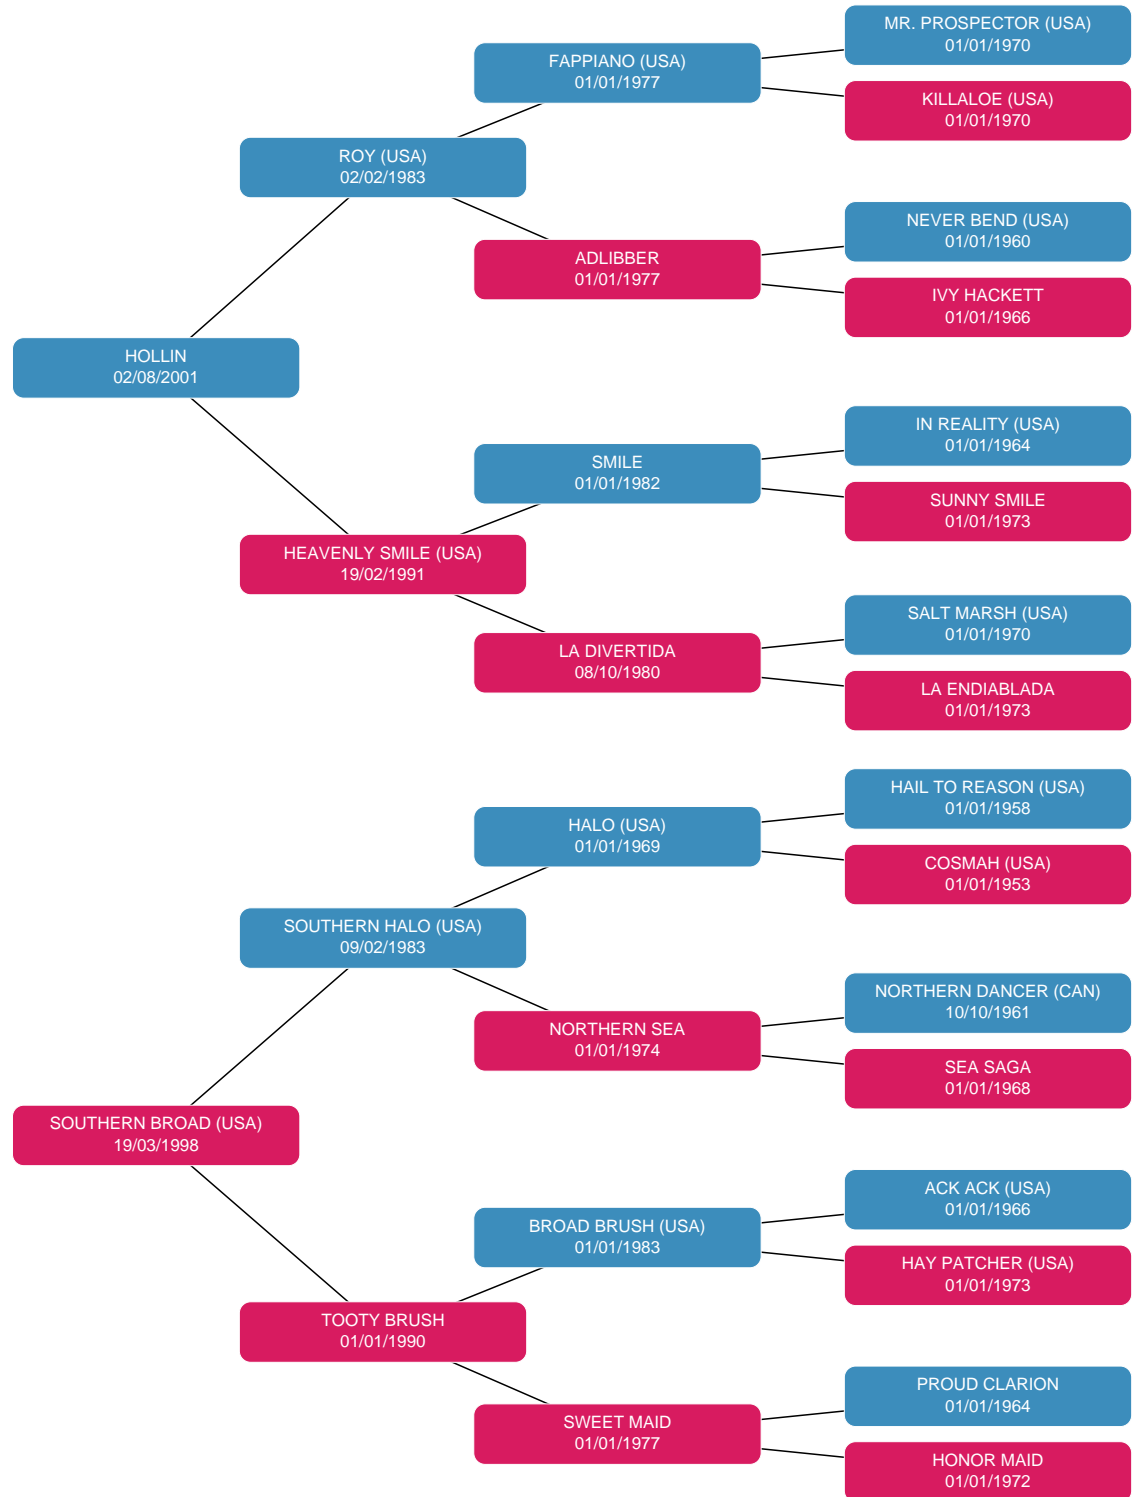 MR. PROSPECTOR (USA)
01/01/1970
FAPPIANO (USA)
01/01/1977
KILLALOE (USA)
01/01/1970
ROY (USA)
02/02/1983
NEVER BEND (USA)
01/01/1960
ADLIBBER
01/01/1977
IVY HACKETT
01/01/1966
HOLLIN
02/08/2001
IN REALITY (USA)
01/01/1964
SMILE
01/01/1982
SUNNY SMILE
01/01/1973
HEAVENLY SMILE (USA)
19/02/1991
SALT MARSH (USA)
01/01/1970
LA DIVERTIDA
08/10/1980
LA ENDIABLADA
01/01/1973
HAIL TO REASON (USA)
01/01/1958
HALO (USA)
01/01/1969
COSMAH (USA)
01/01/1953
SOUTHERN HALO (USA)
09/02/1983
NORTHERN DANCER (CAN)
10/10/1961
NORTHERN SEA
01/01/1974
SEA SAGA
01/01/1968
SOUTHERN BROAD (USA)
19/03/1998
ACK ACK (USA)
01/01/1966
BROAD BRUSH (USA)
01/01/1983
HAY PATCHER (USA)
01/01/1973
TOOTY BRUSH
01/01/1990
PROUD CLARION
01/01/1964
SWEET MAID
01/01/1977
HONOR MAID
01/01/1972